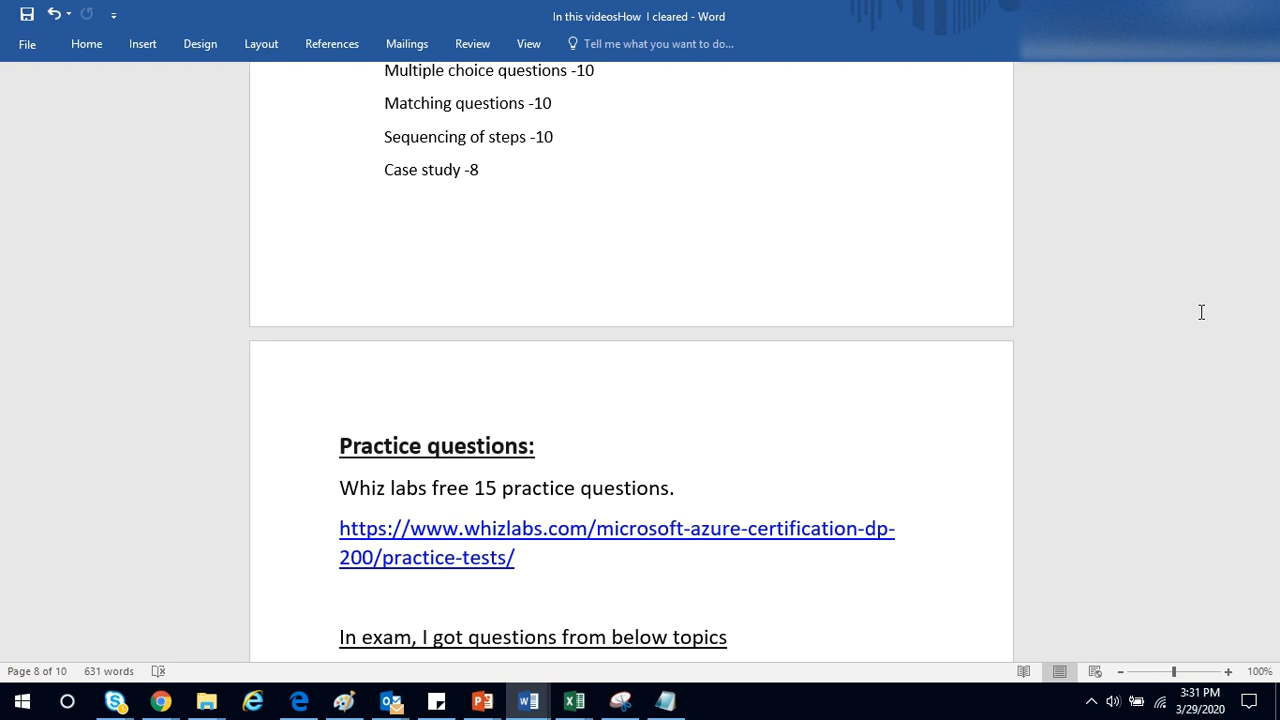 In this videosHow I cleared - Word
File Home Insert Design Layout References Mailings Review View Tell me what you want to do...
Multiple choice questions -10
Matching questions -10
Sequencing of steps -10
Case study -8
Practice questions:
Whiz labs free 15 practice questions.
https://www.whizlabs.com/microsoft-azure-certification-dp-
200/practice-tests/
In exam, I got questions from below topics
Page 8 of 10 631 words 100%
3:31 PM
3/29/2020